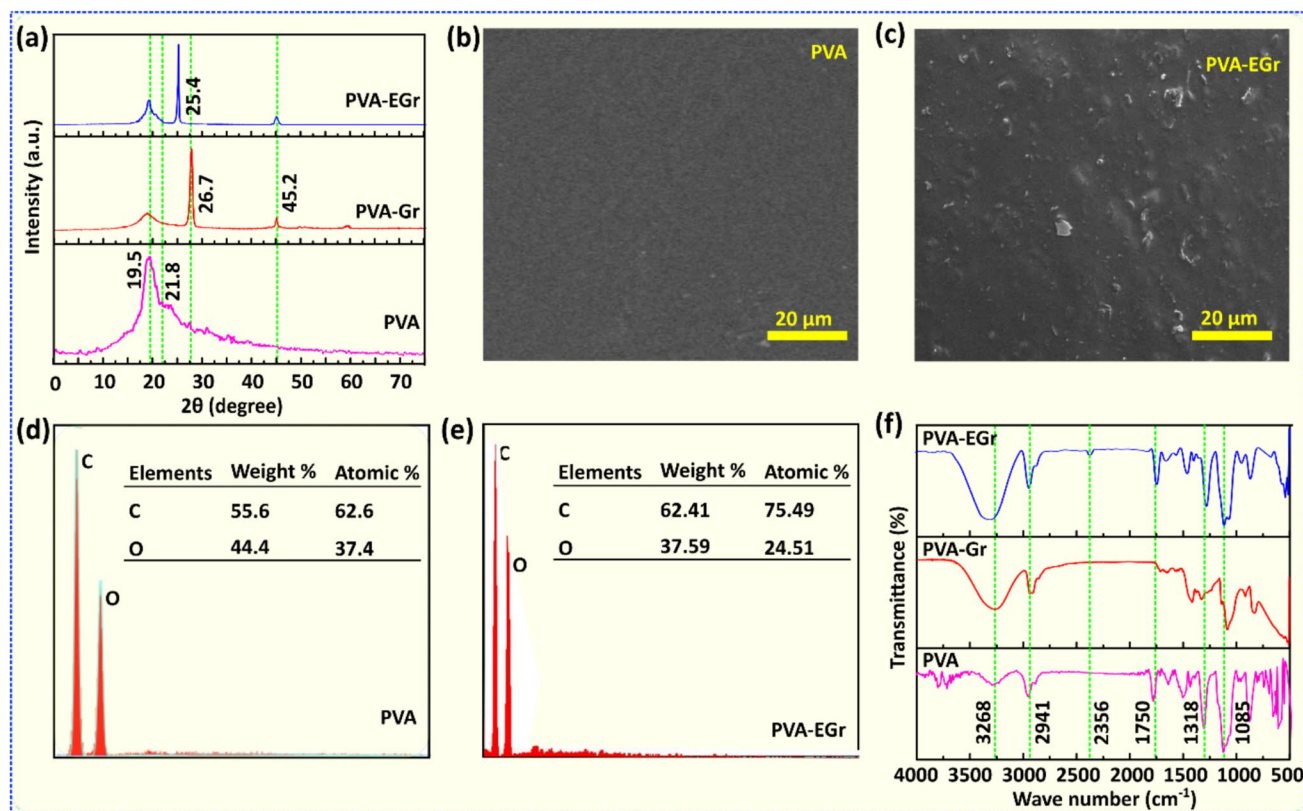 (a)
PVA-EGr
25.4
PVA-Gr
26.7
45.2
19.5
21.8
PVA
Intensity (a.u.)
0 10 20 30 40 50 60 70
2θ (degree)
(b)
PVA
20 µm
(c)
PVA-EGr
20 µm
(d)
C
O
Elements Weight % Atomic %
C 55.6 62.6
O 44.4 37.4
PVA
(e)
C
O
Elements Weight % Atomic %
C 62.41 75.49
O 37.59 24.51
PVA-EGr
(f)
PVA-EGr
PVA-Gr
PVA
3268
2941
2356
1750
1318
1085
Transmittance (%)
4000 3500 3000 2500 2000 1500 1000 500
Wave number (cm⁻¹)